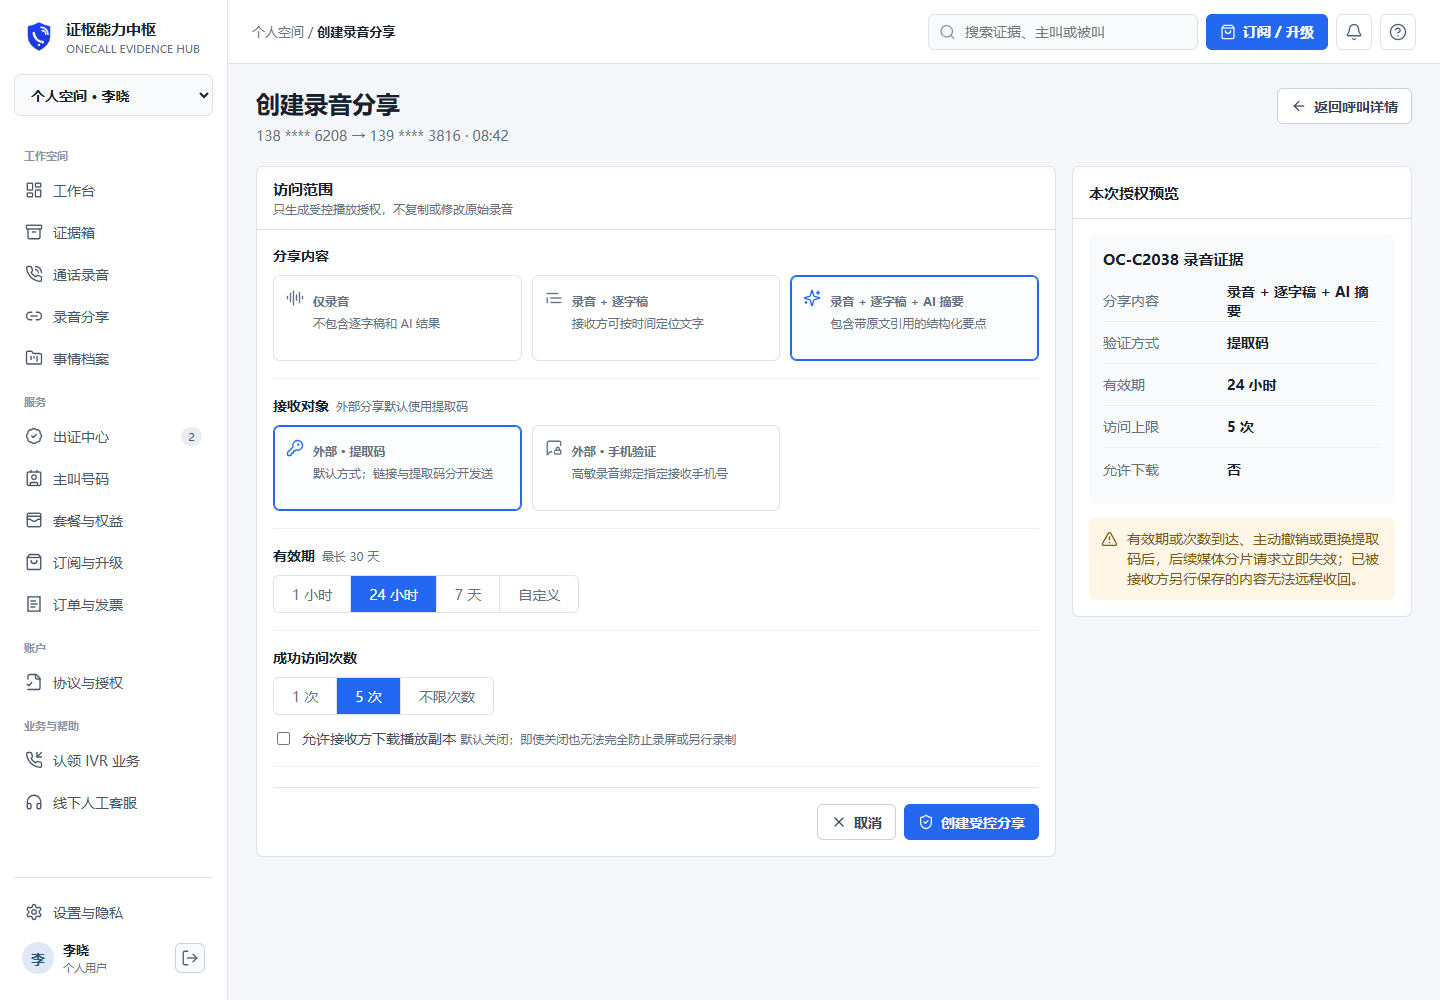 证枢能力中枢
ONECALL EVIDENCE HUB
个人空间 • 李晓
工作空间
工作台
证据箱
通话录音
录音分享
事情档案
服务
出证中心
2
主叫号码
套餐与权益
订阅与升级
订单与发票
账户
协议与授权
业务与帮助
认领 IVR 业务
线下人工客服
设置与隐私
李
李晓
个人用户
个人空间 / 创建录音分享
搜索证据、主叫或被叫
订阅 / 升级
创建录音分享
138 **** 6208 → 139 **** 3816 · 08:42
返回呼叫详情
访问范围
只生成受控播放授权，不复制或修改原始录音
分享内容
仅录音
不包含逐字稿和 AI 结果
录音 + 逐字稿
接收方可按时间定位文字
录音 + 逐字稿 + AI 摘要
包含带原文引用的结构化要点
接收对象 外部分享默认使用提取码
外部 • 提取码
默认方式；链接与提取码分开发送
外部 • 手机验证
高敏录音绑定指定接收手机号
有效期 最长 30 天
1 小时
24 小时
7 天
自定义
成功访问次数
1 次
5 次
不限次数
允许接收方下载播放副本 默认关闭；即使关闭也无法完全防止录屏或另行录制
取消
创建受控分享
本次授权预览
OC-C2038 录音证据
分享内容
录音 + 逐字稿 + AI 摘
要
验证方式
提取码
有效期
24 小时
访问上限
5 次
允许下载
否
有效期或次数到达、主动撤销或更换提取
码后，后续媒体分片请求立即失效；已被
接收方另行保存的内容无法远程收回。